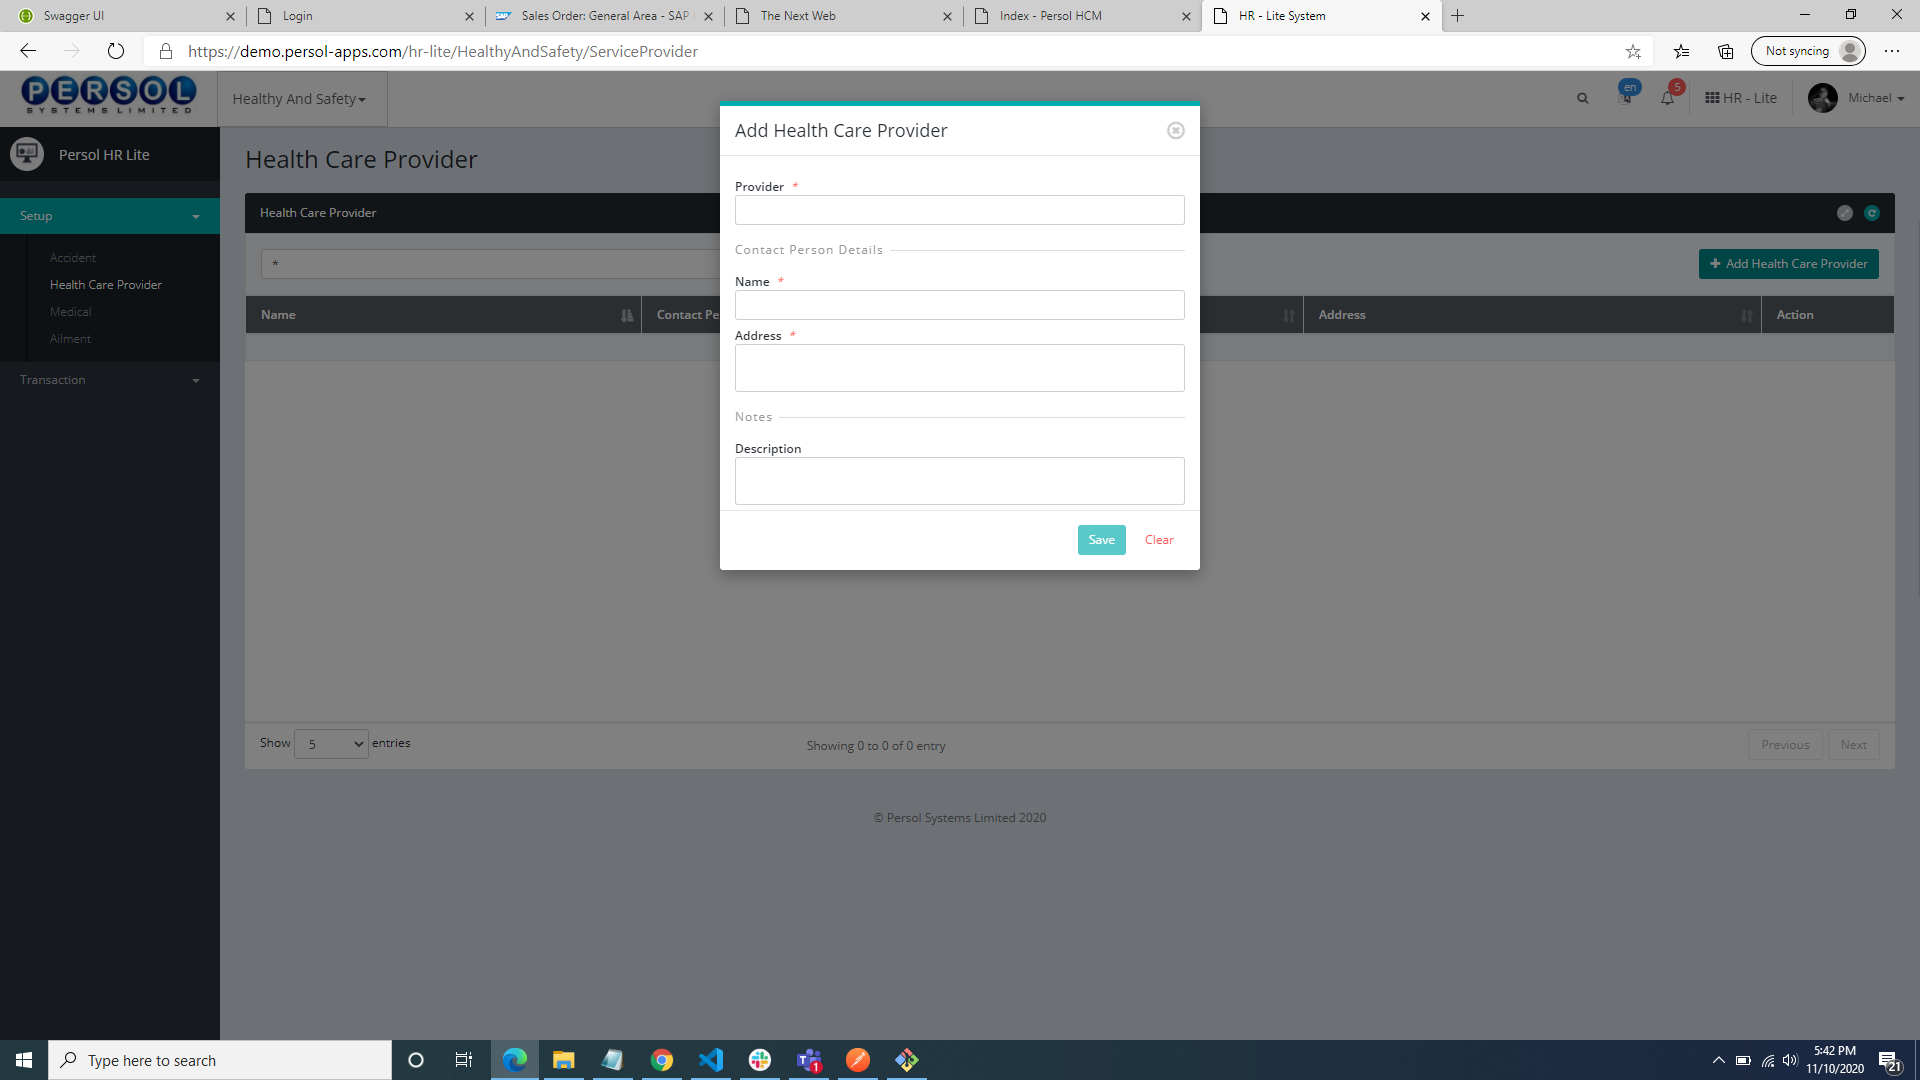 Swagger UI
Login
Sales Order: General Area - SAP
The Next Web
Index - Persol HCM
HR - Lite System
https://demo.persol-apps.com/hr-lite/HealthyAndSafety/ServiceProvider
Not syncing
PERSOL
SYSTEMS LIMITED
Healthy And Safety
en
5
HR - Lite
Michael
Persol HR Lite
Setup
Accident
Health Care Provider
Medical
Ailment
Transaction
Health Care Provider
Health Care Provider
*
Add Health Care Provider
Name
Contact Pe
Address
Action
Add Health Care Provider
Provider *
Contact Person Details
Name *
Address *
Notes
Description
Save
Clear
Show 5 entries
Showing 0 to 0 of 0 entry
Previous
Next
© Persol Systems Limited 2020
Type here to search
1
5:42 PM
11/10/2020
21